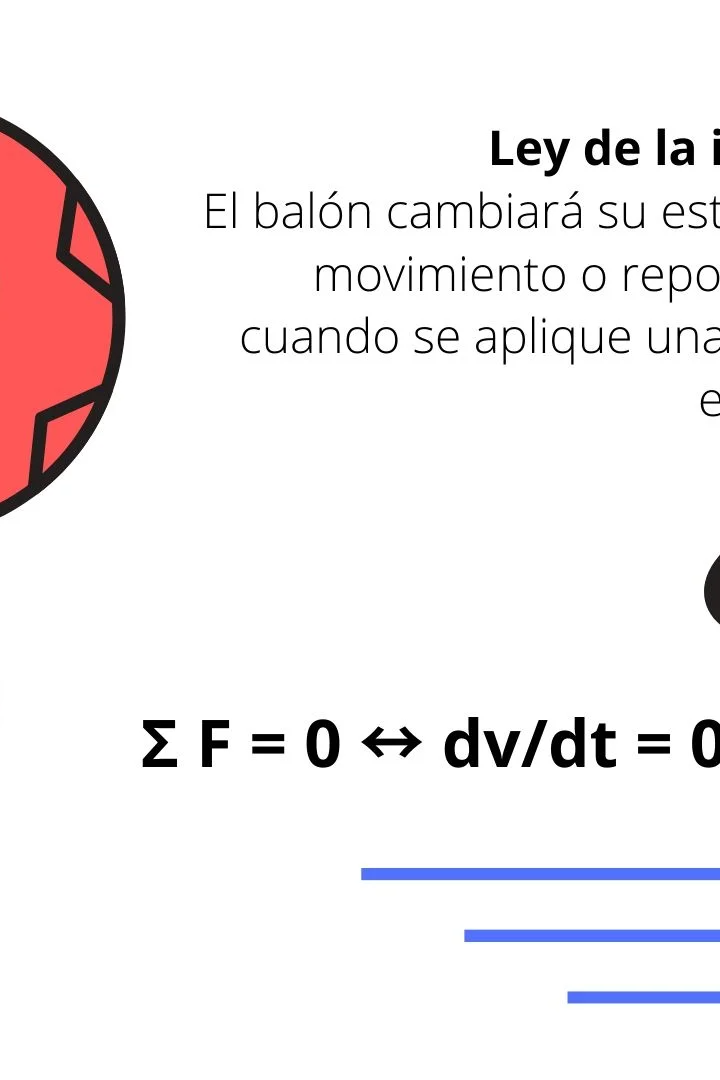 Ley de la
El balón cambiará su
movimiento o
cuando se aplique una
Σ F = 0 ↔ dv/dt = 0